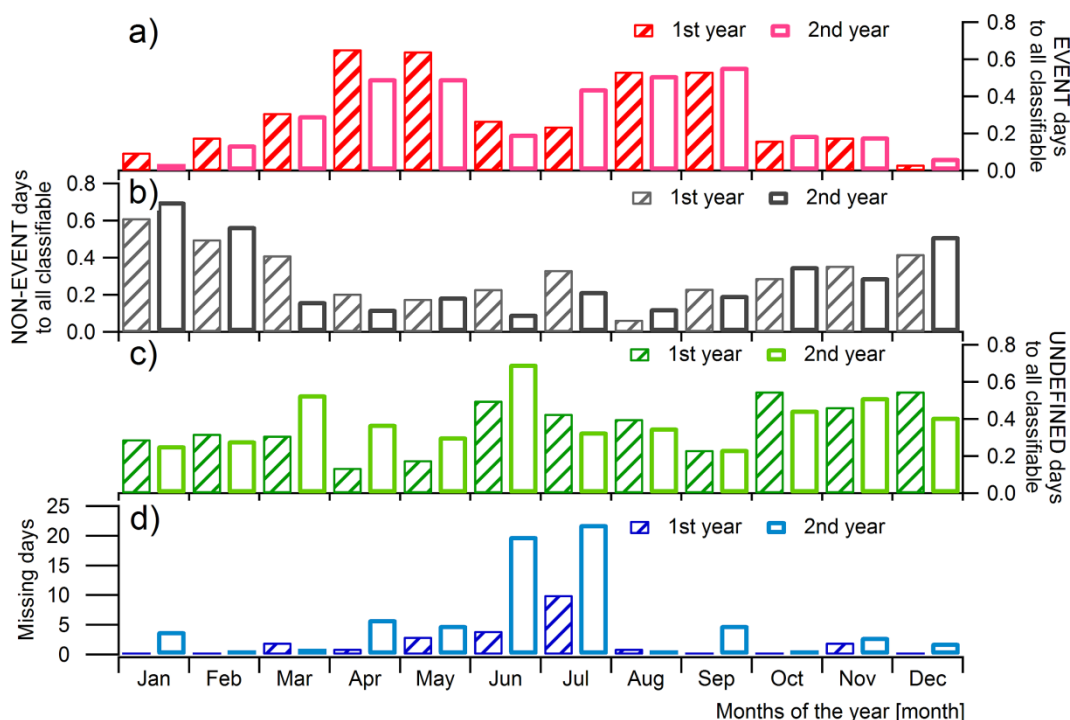 a)
1st year 2nd year
0.8
0.6
0.4
0.2
0.0
EVENT days
to all classifiable
b)
1st year 2nd year
0.8
0.6
0.4
0.2
0.0
NON-EVENT days
to all classifiable
c)
1st year 2nd year
0.8
0.6
0.4
0.2
0.0
UNDEFINED days
to all classifiable
d)
1st year 2nd year
25
20
15
10
5
0
Missing days
Jan Feb Mar Apr May Jun Jul Aug Sep Oct Nov Dec
Months of the year [month]